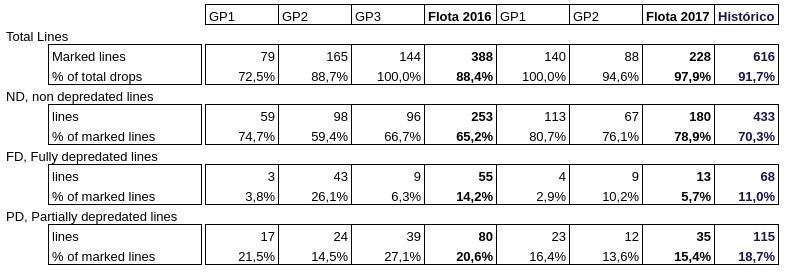 GP1 GP2 GP3 Flota 2016 GP1 GP2 Flota 2017 Histórico
Total Lines
Marked lines 79 165 144 388 140 88 228 616
% of total drops 72,5% 88,7% 100,0% 88,4% 100,0% 94,6% 97,9% 91,7%
ND, non depredated lines
lines 59 98 96 253 113 67 180 433
% of marked lines 74,7% 59,4% 66,7% 65,2% 80,7% 76,1% 78,9% 70,3%
FD, Fully depredated lines
lines 3 43 9 55 4 9 13 68
% of marked lines 3,8% 26,1% 6,3% 14,2% 2,9% 10,2% 5,7% 11,0%
PD, Partially depredated lines
lines 17 24 39 80 23 12 35 115
% of marked lines 21,5% 14,5% 27,1% 20,6% 16,4% 13,6% 15,4% 18,7%